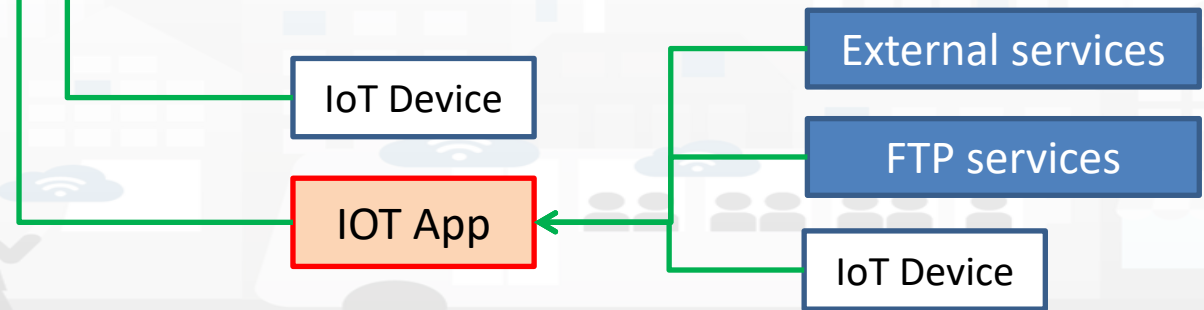 External services
IoT Device
FTP services
IOT App
IoT Device